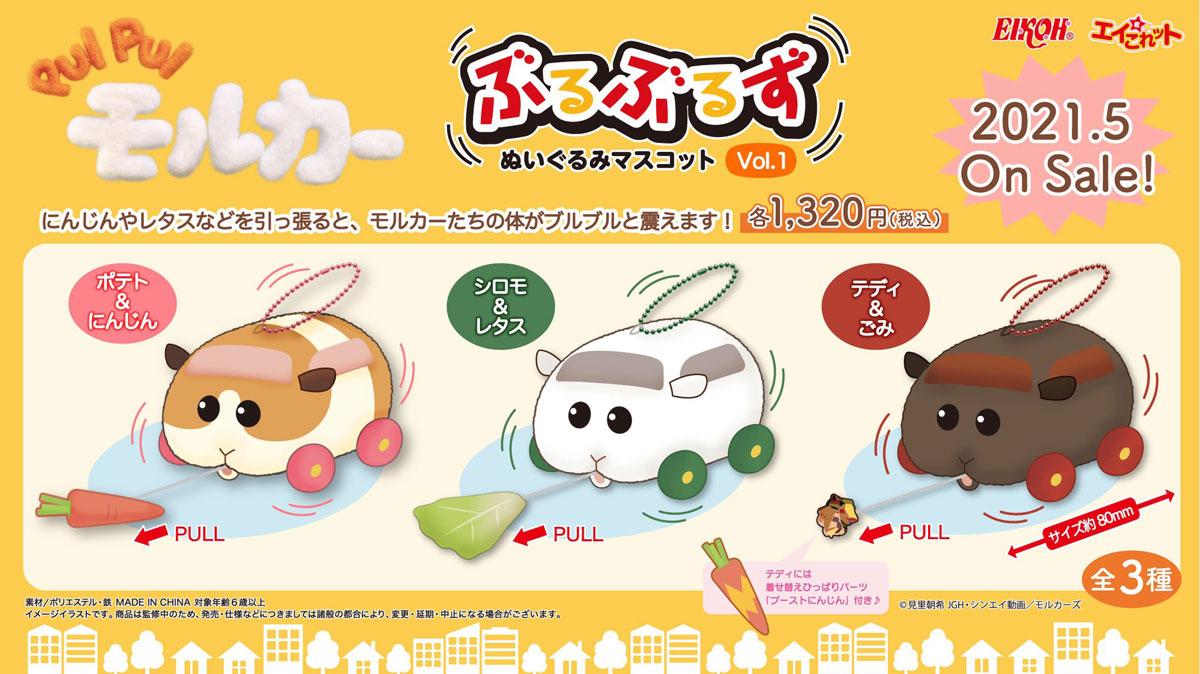 PUI PUI
モルカー
ぶるぶるず
ぬいぐるみマスコット Vol.1
EIKOH®
エイこれット
2021.5
On Sale!
にんじんやレタスなどを引っ張ると、モルカーたちの体がブルブルと震えます! 各1,320円(税込)
ポテト
&
にんじん
PULL
シロモ
&
レタス
PULL
テディ
&
ごみ
PULL
サイズ約80mm
テディには
着せ替えひっぱりパーツ
「ブーストにんじん」付き♪
全3種
素材/ポリエステル・鉄 MADE IN CHINA 対象年齢6歳以上
イメージイラストです。商品は監修中のため、発売・仕様などにつきましては諸般の都合により、変更・延期・中止になる場合がございます。
©見里朝希 JGH・シンエイ動画/モルカーズ